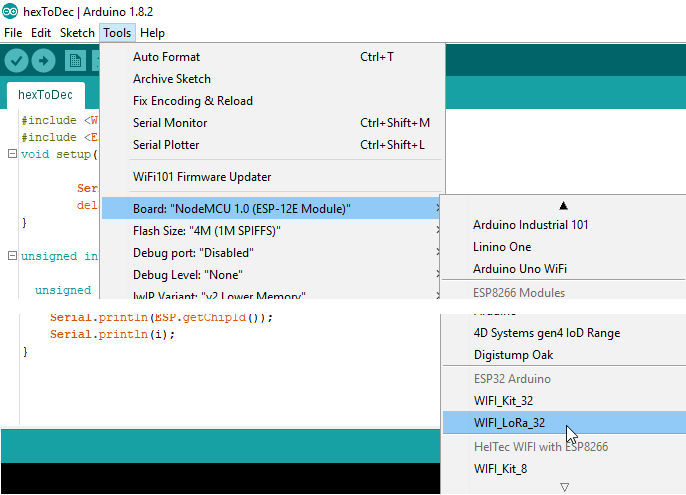 hexToDec | Arduino 1.8.2
File Edit Sketch Tools Help
hexToDec
Auto Format Ctrl+T
Archive Sketch
Fix Encoding & Reload
Serial Monitor Ctrl+Shift+M
Serial Plotter Ctrl+Shift+L
WiFi101 Firmware Updater
Board: "NodeMCU 1.0 (ESP-12E Module)"
Flash Size: "4M (1M SPIFFS)"
Debug port: "Disabled"
Debug Level: "None"
lwIP Variant: "v2 Lower Memory"
#include <W
#include <E
void setup(
Ser
del
}
unsigned in
unsigned
Serial.println(ESP.getChipId());
Serial.println(i);
}
Arduino Industrial 101
Linino One
Arduino Uno WiFi
ESP8266 Modules
Arduino
4D Systems gen4 IoD Range
Digistump Oak
ESP32 Arduino
WIFI_Kit_32
WIFI_LoRa_32
HelTec WIFI with ESP8266
WIFI_Kit_8